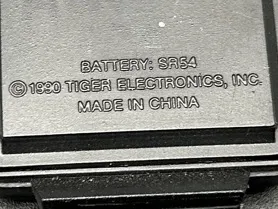 BATTERY: SR54
© 1990 TIGER ELECTRONICS, INC.
MADE IN CHINA